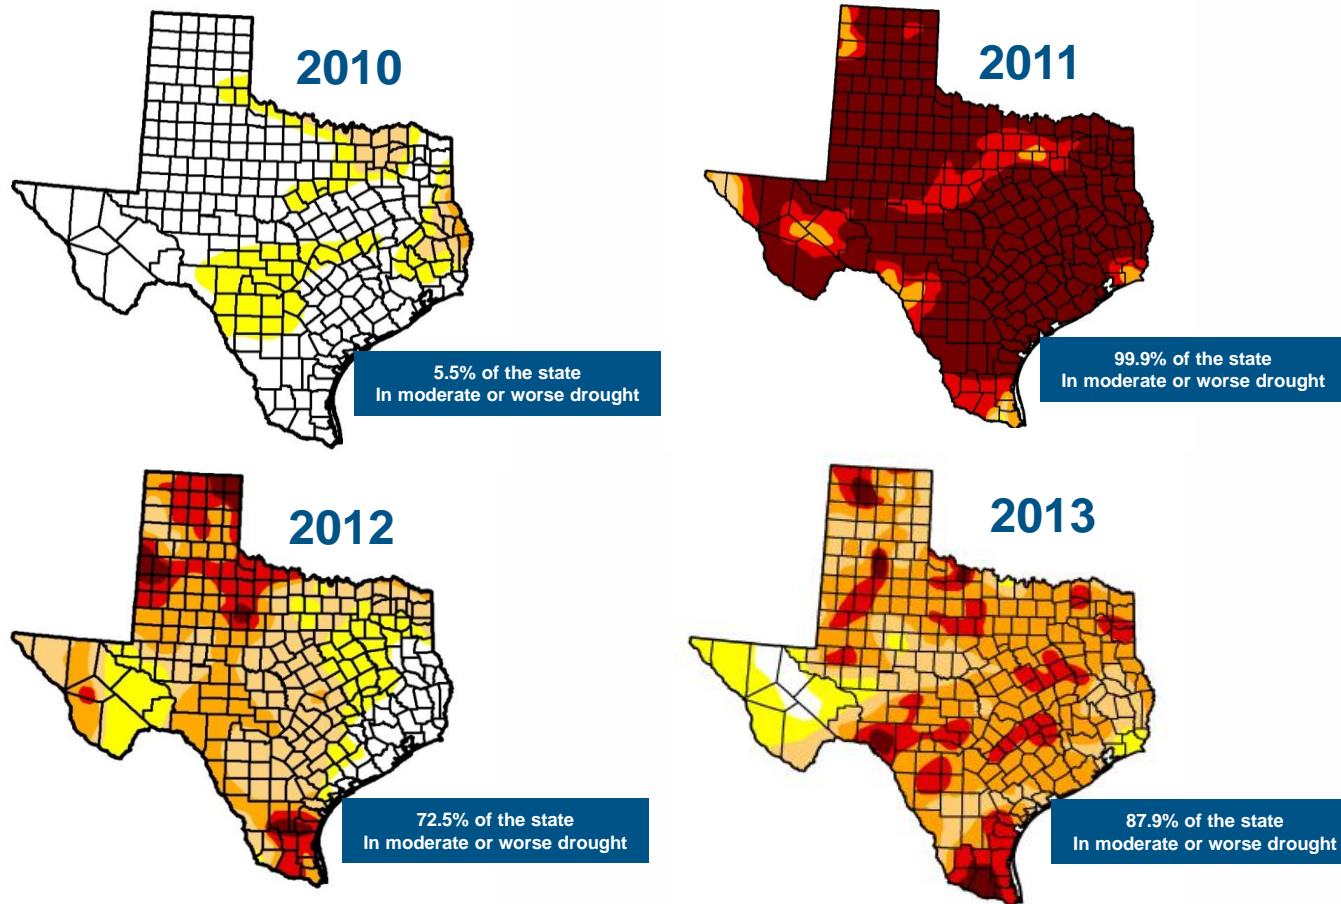 2010
5.5% of the state
In moderate or worse drought
2011
99.9% of the state
In moderate or worse drought
2012
72.5% of the state
In moderate or worse drought
2013
87.9% of the state
In moderate or worse drought